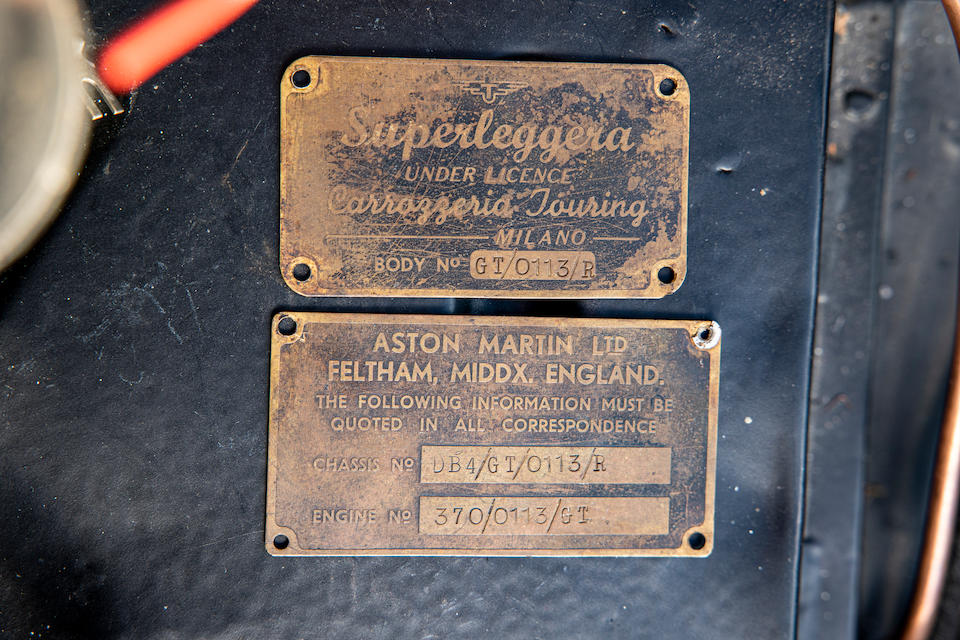 T
Superleggera
UNDER LICENCE
Carrozzeria Touring
MILANO
BODY Nº GT/0113/R
ASTON MARTIN LTD
FELTHAM, MIDDX. ENGLAND.
THE FOLLOWING INFORMATION MUST BE
QUOTED IN ALL CORRESPONDENCE
CHASSIS Nº DB4/GT/0113/R
ENGINE Nº 370/0113/GT